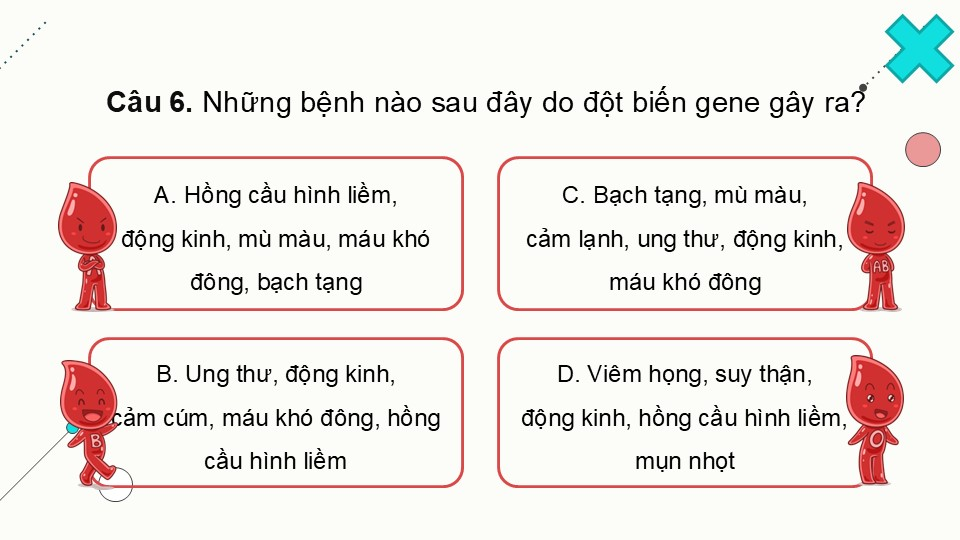 Câu 6. Những bệnh nào sau đây do đột biến gene gây ra?
A. Hồng cầu hình liềm,
động kinh, mù màu, máu khó
đông, bạch tạng
C. Bạch tạng, mù màu,
cảm lạnh, ung thư, động kinh,
máu khó đông
B. Ung thư, động kinh,
cảm cúm, máu khó đông, hồng
cầu hình liềm
D. Viêm họng, suy thận,
động kinh, hồng cầu hình liềm,
mụn nhọt
A
AB
B
O